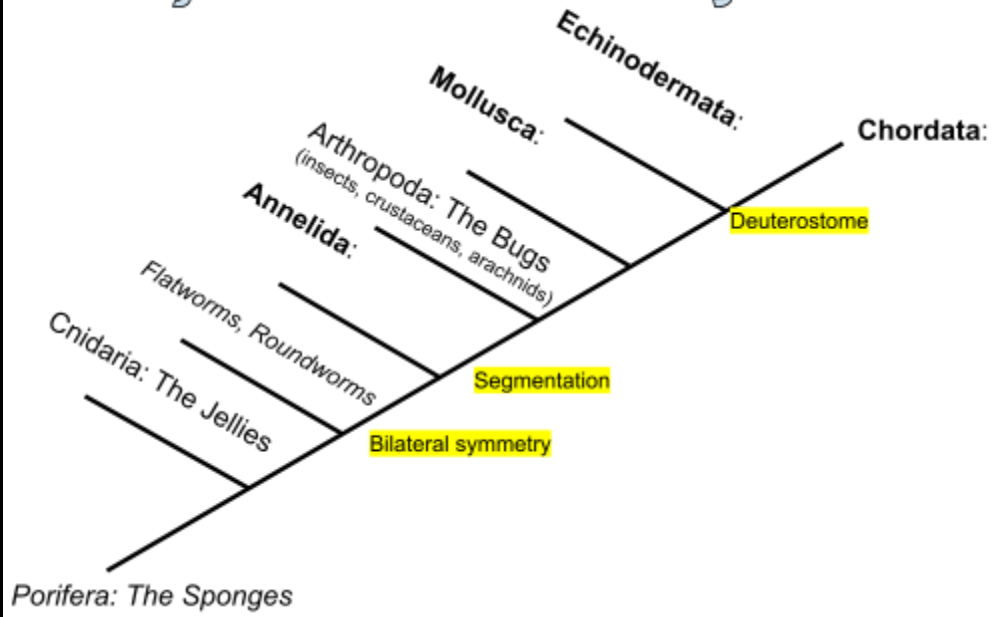 Echinodermata:
Mollusca:
Chordata:
Arthropoda: The Bugs
(insects, crustaceans, arachnids)
Annelida:
Deuterostome
Flatworms, Roundworms
Cnidaria: The Jellies
Segmentation
Bilateral symmetry
Porifera: The Sponges